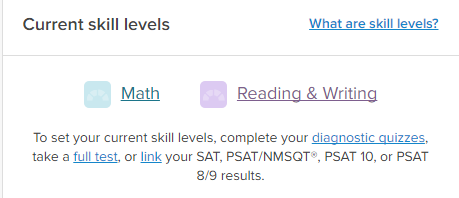 Current skill levels What are skill levels?
Math Reading & Writing
To set your current skill levels, complete your diagnostic quizzes,
take a full test, or link your SAT, PSAT/NMSQT®, PSAT 10, or PSAT
8/9 results.